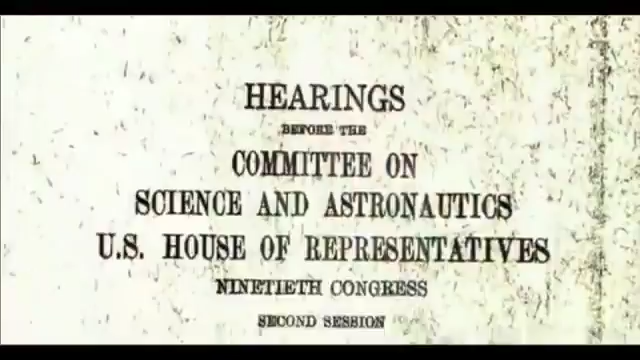 HEARINGS
BEFORE THE
COMMITTEE ON
SCIENCE AND ASTRONAUTICS
U.S. HOUSE OF REPRESENTATIVES
NINETIETH CONGRESS
SECOND SESSION